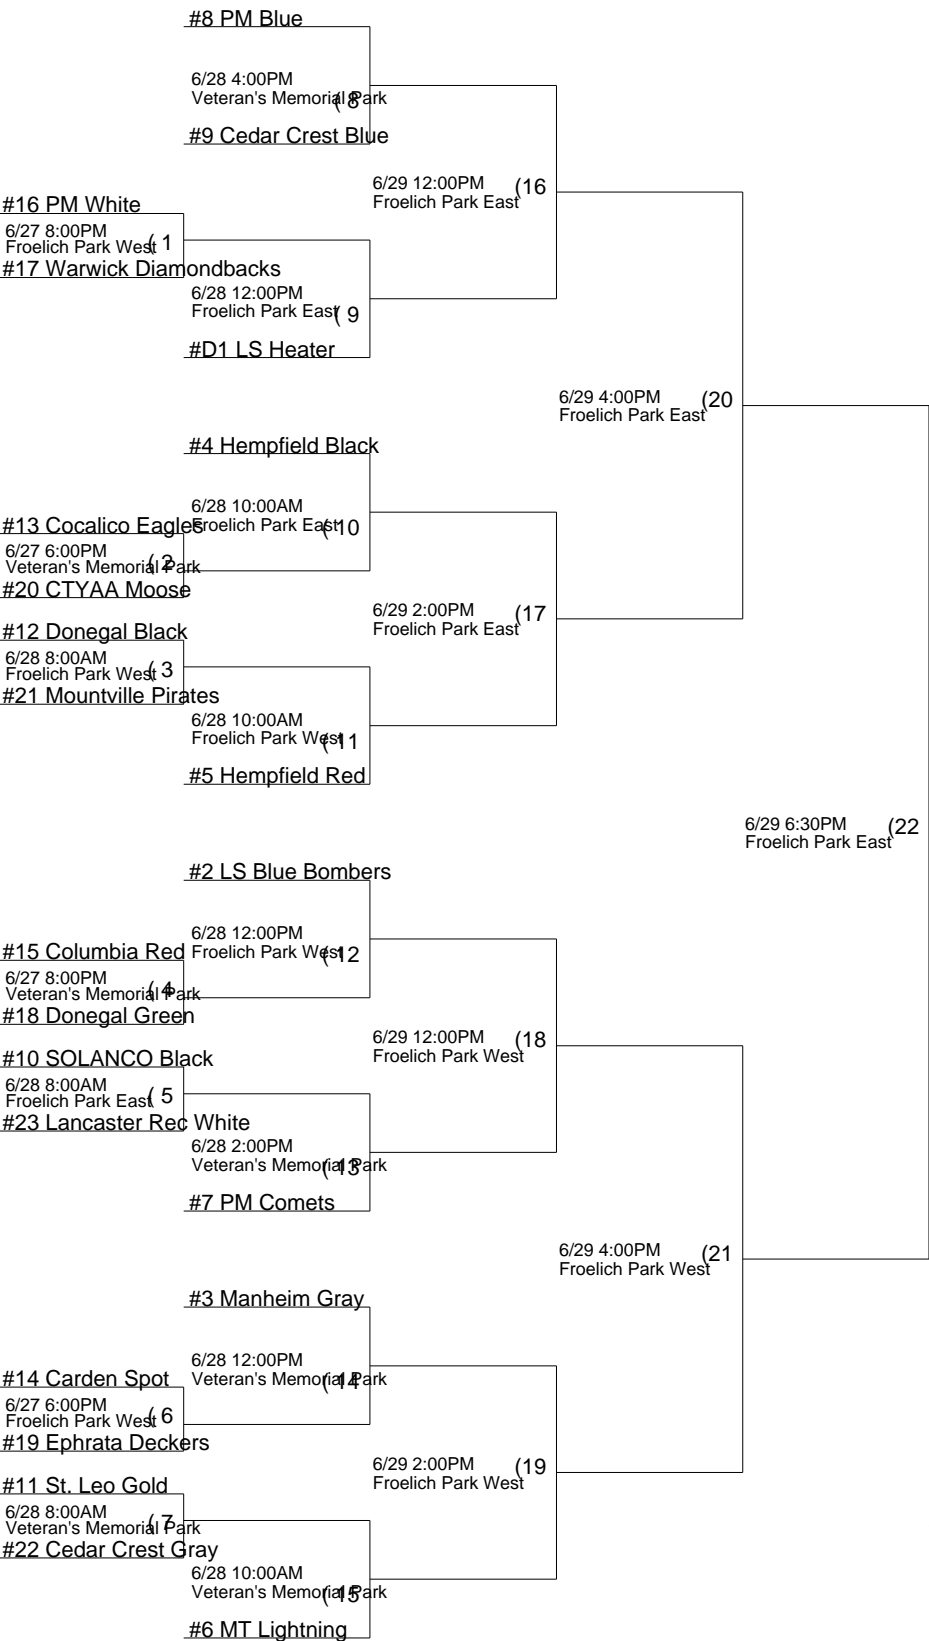 #8 PM Blue
6/28 4:00PM
Veteran's Memorial Park
( 8
#9 Cedar Crest Blue
6/29 12:00PM
Froelich Park East
(16
#16 PM White
6/27 8:00PM
Froelich Park West
( 1
#17 Warwick Diamondbacks
6/28 12:00PM
Froelich Park East
( 9
#D1 LS Heater
6/29 4:00PM
Froelich Park East
(20
#4 Hempfield Black
6/28 10:00AM
Froelich Park East
( 10
#13 Cocalico Eagles
6/27 6:00PM
Veteran's Memorial Park
( 2
#20 CTYAA Moose
6/29 2:00PM
Froelich Park East
(17
#12 Donegal Black
6/28 8:00AM
Froelich Park West
( 3
#21 Mountville Pirates
6/28 10:00AM
Froelich Park West
( 11
#5 Hempfield Red
6/29 6:30PM
Froelich Park East
(22
#2 LS Blue Bombers
6/28 12:00PM
Froelich Park West
( 12
#15 Columbia Red
6/27 8:00PM
Veteran's Memorial Park
( 4
#18 Donegal Green
6/29 12:00PM
Froelich Park West
(18
#10 SOLANCO Black
6/28 8:00AM
Froelich Park East
( 5
#23 Lancaster Rec White
6/28 2:00PM
Veteran's Memorial Park
( 13
#7 PM Comets
6/29 4:00PM
Froelich Park West
(21
#3 Manheim Gray
6/28 12:00PM
Veteran's Memorial Park
( 14
#14 Carden Spot
6/27 6:00PM
Froelich Park West
( 6
#19 Ephrata Deckers
6/29 2:00PM
Froelich Park West
(19
#11 St. Leo Gold
6/28 8:00AM
Veteran's Memorial Park
( 7
#22 Cedar Crest Gray
6/28 10:00AM
Veteran's Memorial Park
( 15
#6 MT Lightning